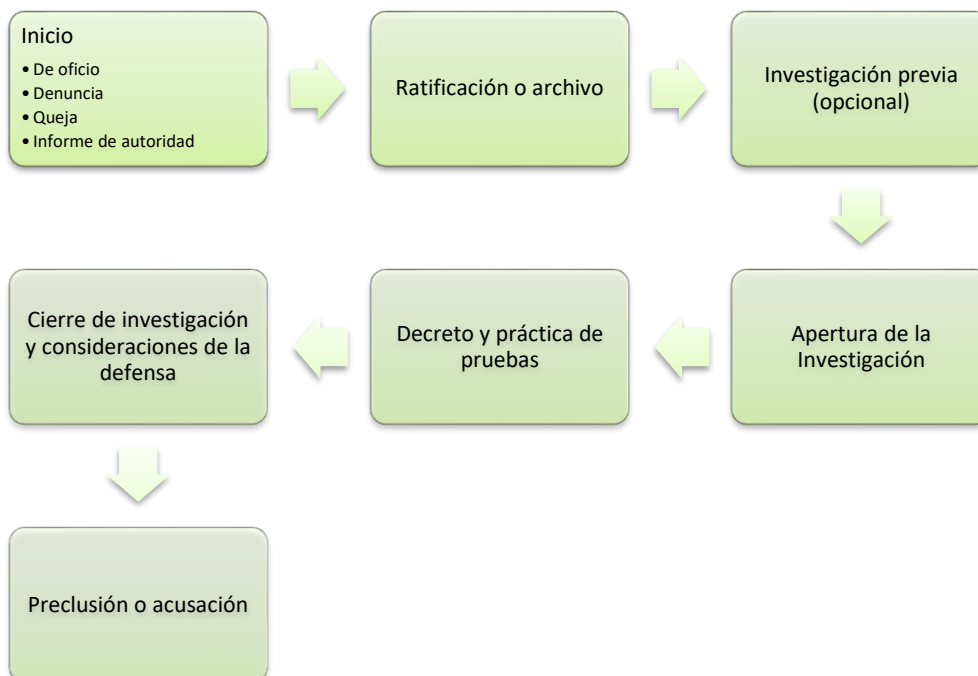 Inicio
• De oficio
• Denuncia
• Queja
• Informe de autoridad
Ratificación o archivo
Investigación previa
(opcional)
Apertura de la
Investigación
Decreto y práctica de
pruebas
Cierre de investigación
y consideraciones de la
defensa
Preclusión o acusación